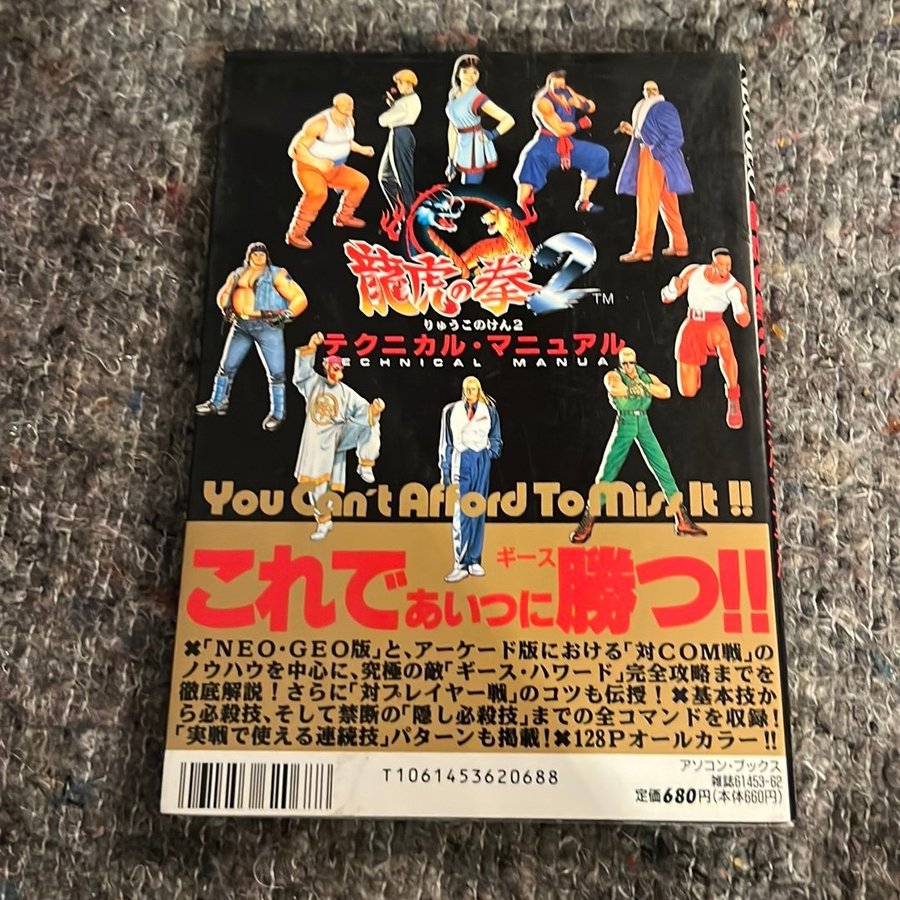 龍虎の拳2 TM
りゅうこのけん2
テクニカル・マニュアル
TECHNICAL MANUAL
You Can't Afford To Miss It !!
これであいつに勝つ!!
ギース
✖「NEO・GEO版」と、アーケード版における「対COM戦」の
ノウハウを中心に、究極の敵「ギース・ハワード」完全攻略までを
徹底解説!さらに「対プレイヤー戦」のコツも伝授!✖基本技か
ら必殺技、そして禁断の「隠し必殺技」までの全コマンドを収録!
「実戦で使える連続技」パターンも掲載!✖128Pオールカラー!!
T1061453620688
アソコン・ブックス
雑誌61453-62
定価680円(本体660円)